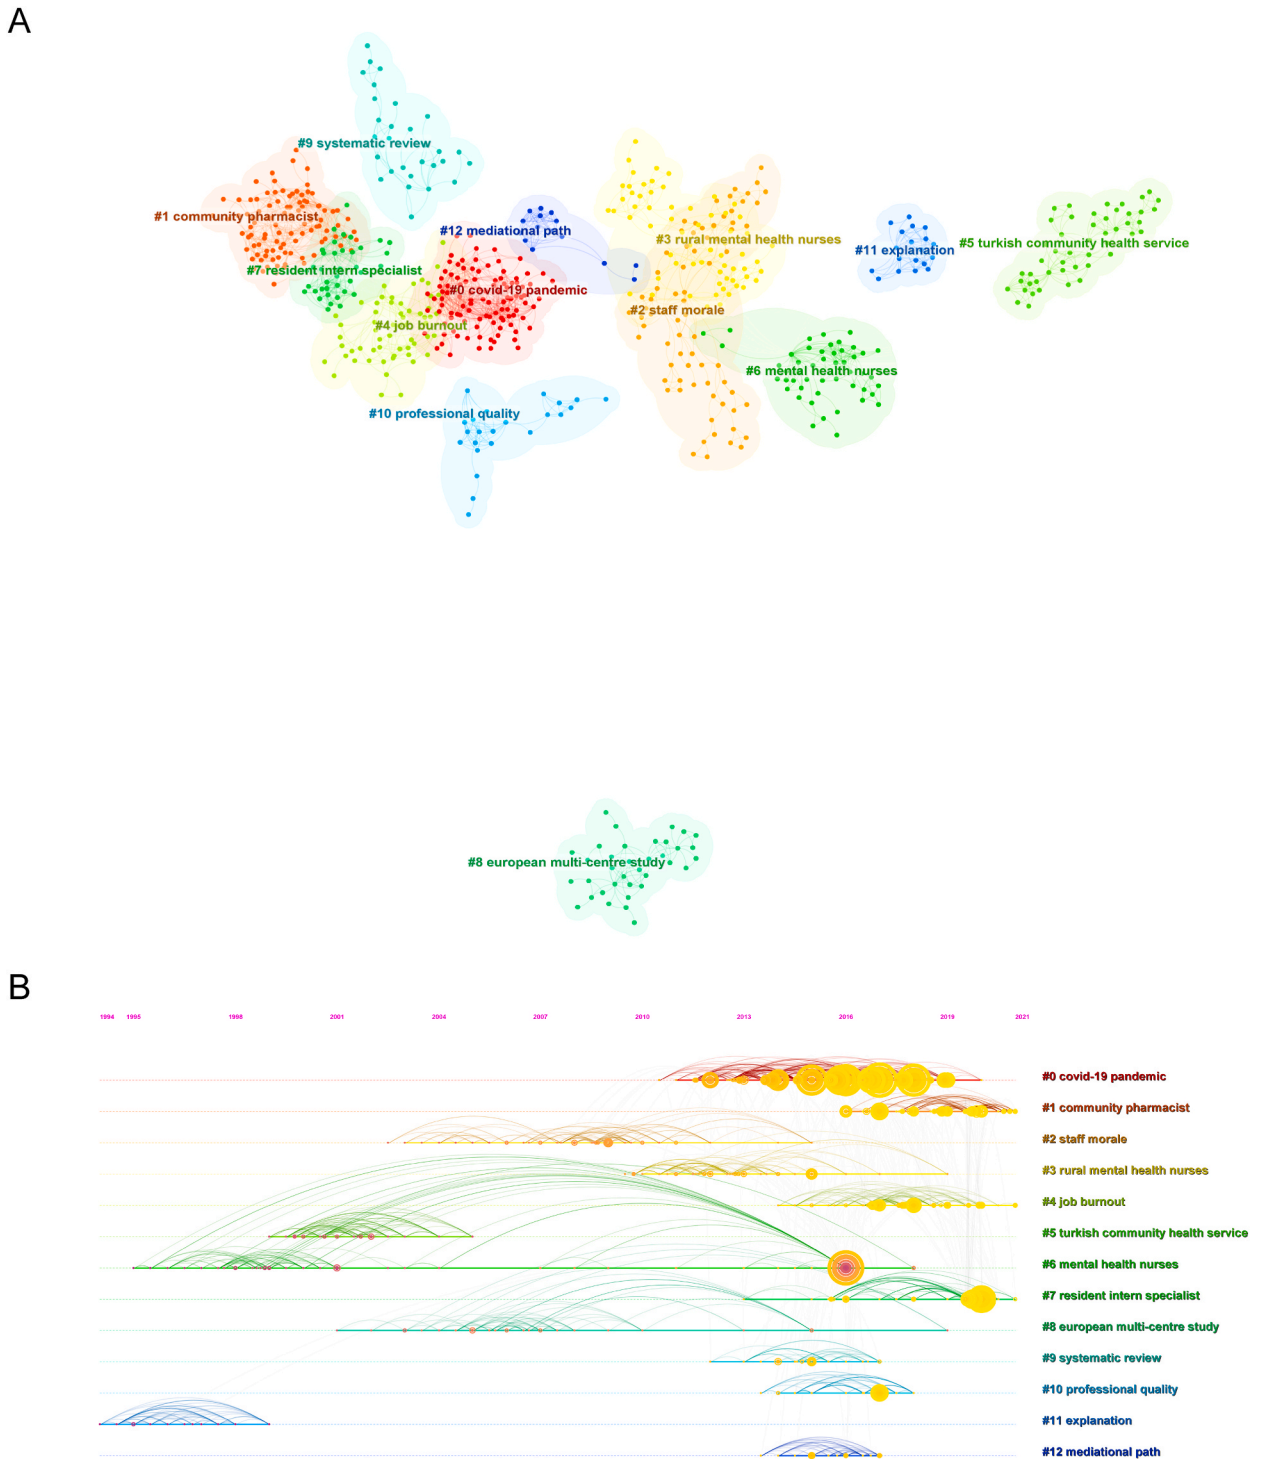 A
#9 systematic review
#1 community pharmacist
#12 mediational path
#3 rural mental health nurses
#11 explanation
#5 turkish community health service
#7 resident intern specialist
#0 covid-19 pandemic
#2 staff morale
#4 job burnout
#6 mental health nurses
#10 professional quality
#8 european multi-centre study
B
1994 1995 1998 2001 2004 2007 2010 2013 2016 2019 2021
#0 covid-19 pandemic
#1 community pharmacist
#2 staff morale
#3 rural mental health nurses
#4 job burnout
#5 turkish community health service
#6 mental health nurses
#7 resident intern specialist
#8 european multi-centre study
#9 systematic review
#10 professional quality
#11 explanation
#12 mediational path